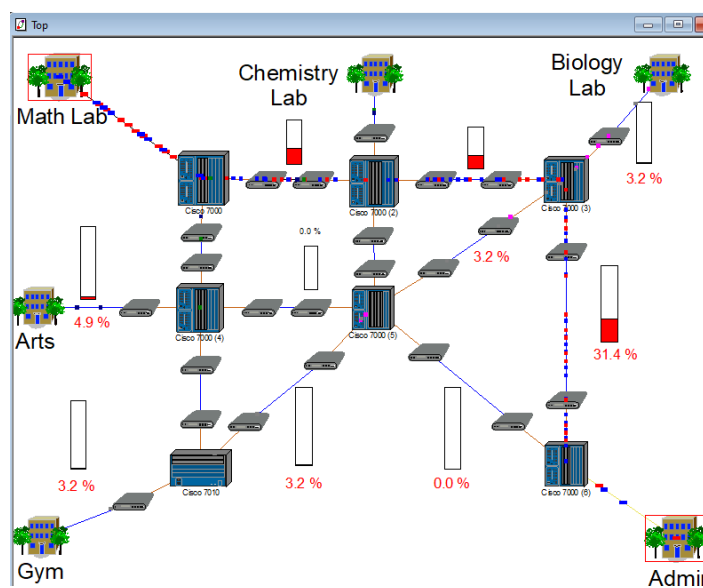 Top
Chemistry
Lab
Biology
Lab
Math Lab
3.2 %
Cisco 7000
Cisco 7000 (2)
Cisco 7000 (3)
0.0 %
3.2 %
4.9 %
Arts
Cisco 7000 (4)
Cisco 7000 (5)
31.4 %
3.2 %
3.2 %
0.0 %
Cisco 7010
Cisco 7000 (6)
Gym
Admin